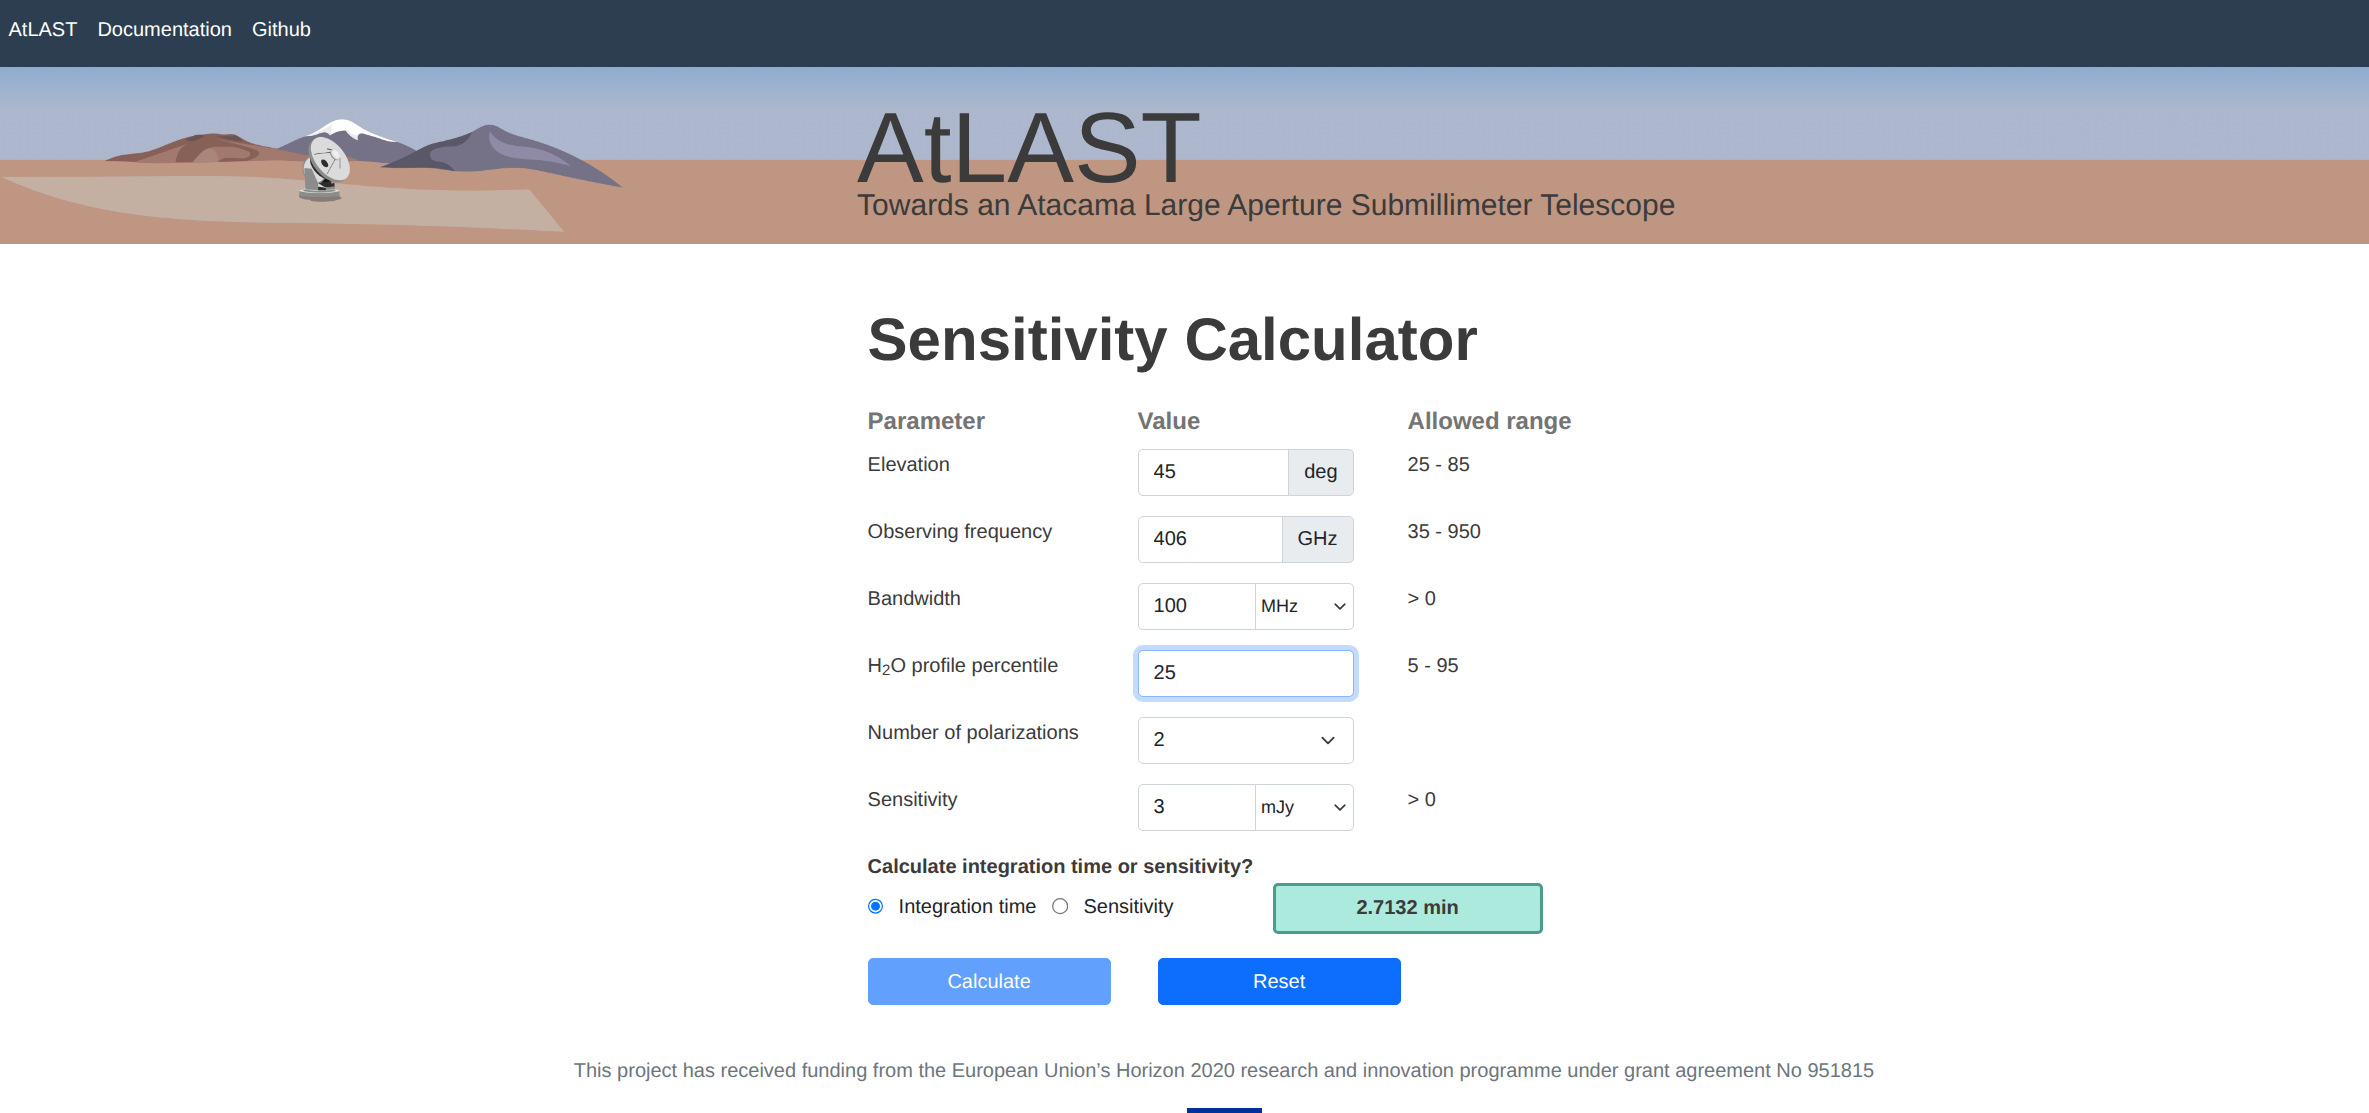 AtLAST Documentation Github
AtLAST
Towards an Atacama Large Aperture Submillimeter Telescope
Sensitivity Calculator
Parameter Value Allowed range
Elevation 45 deg 25 - 85
Observing frequency 406 GHz 35 - 950
Bandwidth 100 MHz > 0
H₂O profile percentile 25 5 - 95
Number of polarizations 2
Sensitivity 3 mJy > 0
Calculate integration time or sensitivity?
Integration time Sensitivity 2.7132 min
Calculate Reset
This project has received funding from the European Union’s Horizon 2020 research and innovation programme under grant agreement No 951815